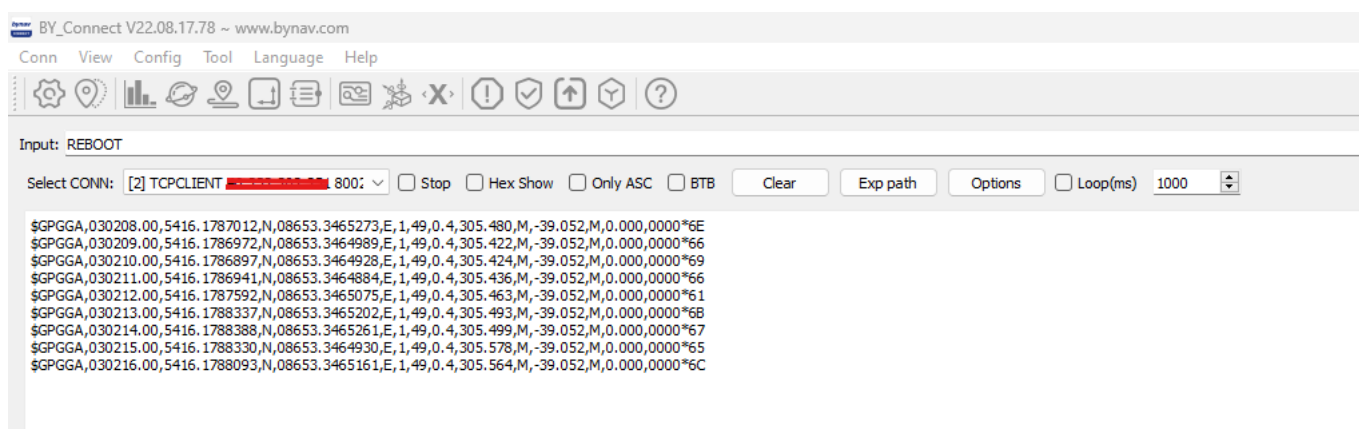 bynav BY_Connect V22.08.17.78 ~ www.bynav.com
Conn View Config Tool Language Help
Input: REBOOT
Select CONN: [2] TCPCLIENT 8002 Stop Hex Show Only ASC BTB Clear Exp path Options Loop(ms) 1000
$GPGGA,030208.00,5416.1787012,N,08653.3465273,E,1,49,0.4,305.480,M,-39.052,M,0.000,0000*6E
$GPGGA,030209.00,5416.1786972,N,08653.3464989,E,1,49,0.4,305.422,M,-39.052,M,0.000,0000*66
$GPGGA,030210.00,5416.1786897,N,08653.3464928,E,1,49,0.4,305.424,M,-39.052,M,0.000,0000*69
$GPGGA,030211.00,5416.1786941,N,08653.3464884,E,1,49,0.4,305.436,M,-39.052,M,0.000,0000*66
$GPGGA,030212.00,5416.1787592,N,08653.3465075,E,1,49,0.4,305.463,M,-39.052,M,0.000,0000*61
$GPGGA,030213.00,5416.1788337,N,08653.3465202,E,1,49,0.4,305.493,M,-39.052,M,0.000,0000*6B
$GPGGA,030214.00,5416.1788388,N,08653.3465261,E,1,49,0.4,305.499,M,-39.052,M,0.000,0000*67
$GPGGA,030215.00,5416.1788330,N,08653.3464930,E,1,49,0.4,305.578,M,-39.052,M,0.000,0000*65
$GPGGA,030216.00,5416.1788093,N,08653.3465161,E,1,49,0.4,305.564,M,-39.052,M,0.000,0000*6C